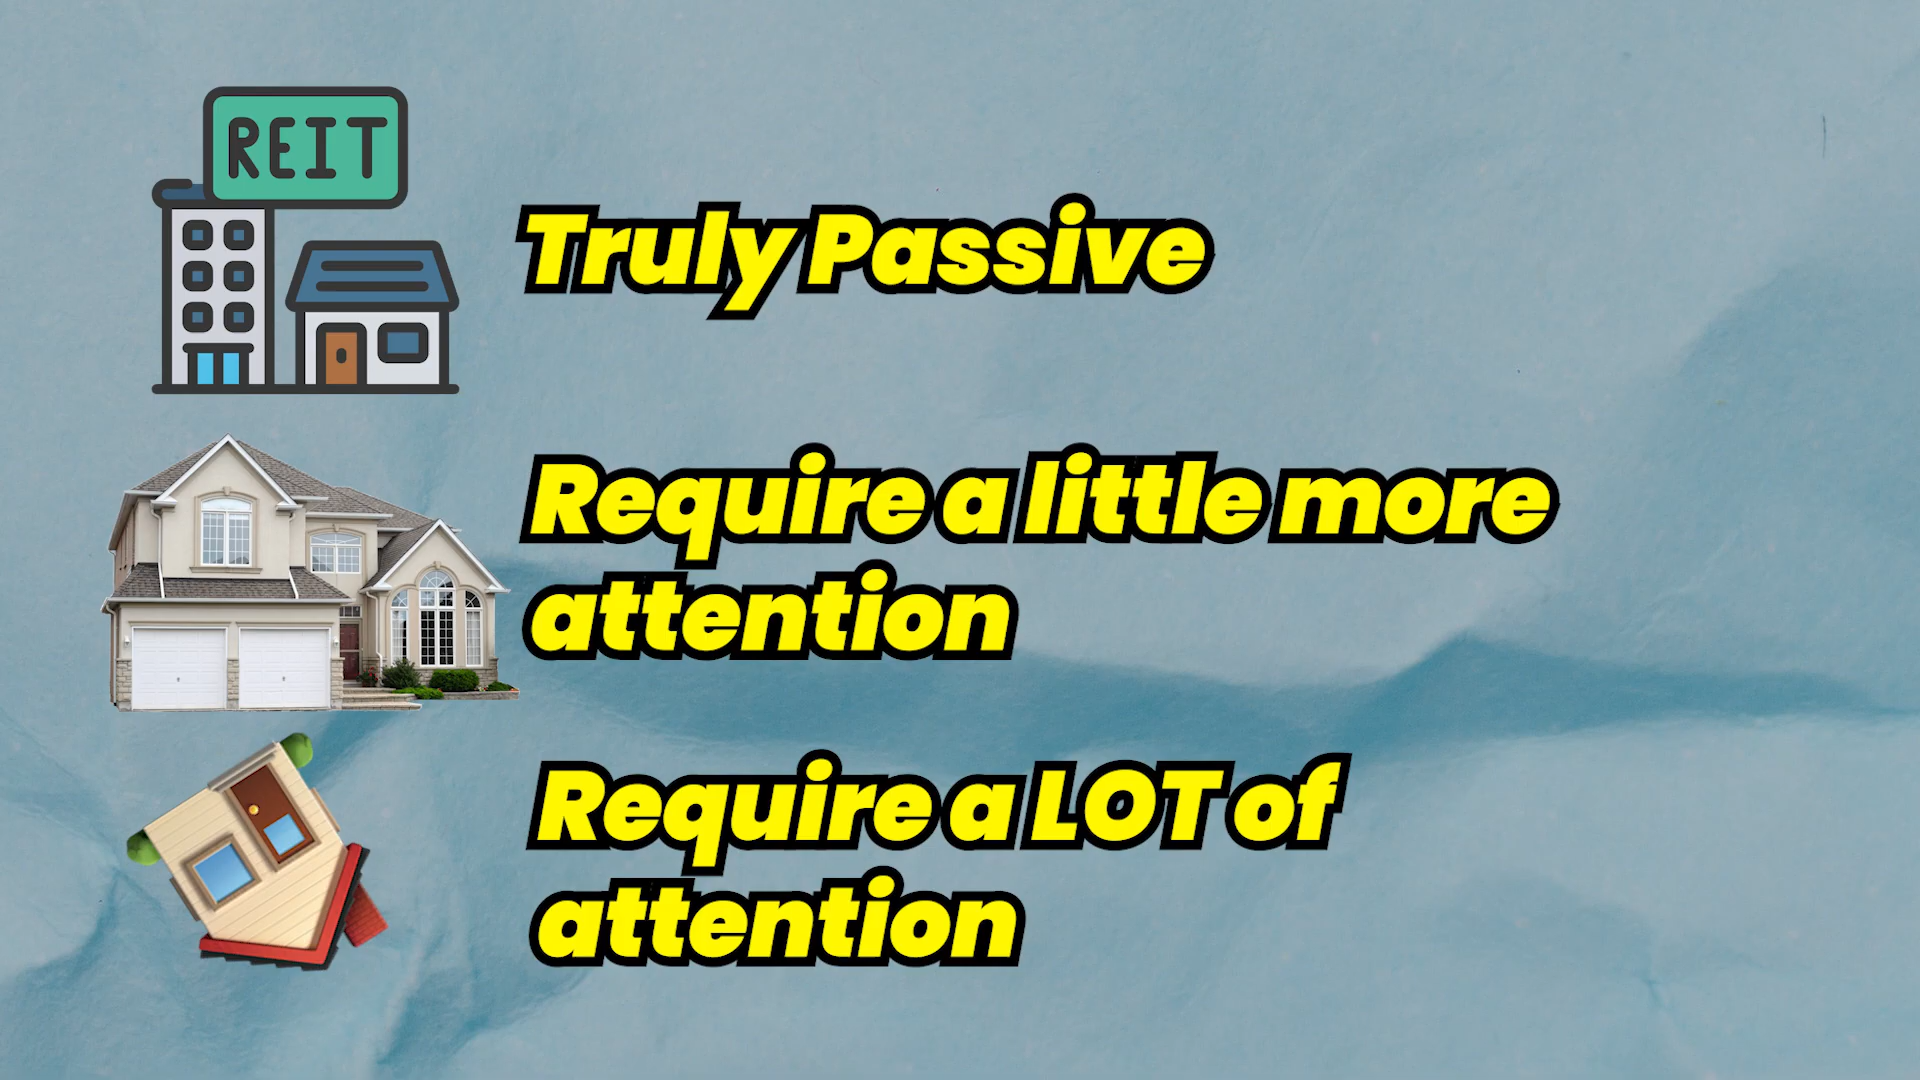 REIT
Truly Passive
Require a little more
attention
Require a LOT of
attention